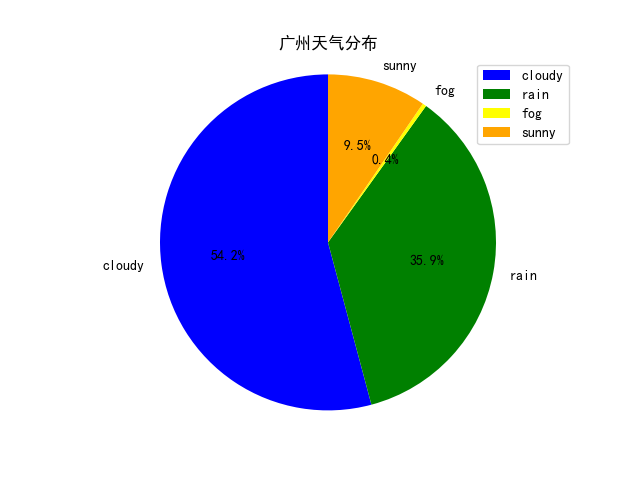 广州天气分布
sunny
fog
cloudy
rain
fog
sunny
9.5%
0.4%
54.2%
35.9%
cloudy
rain